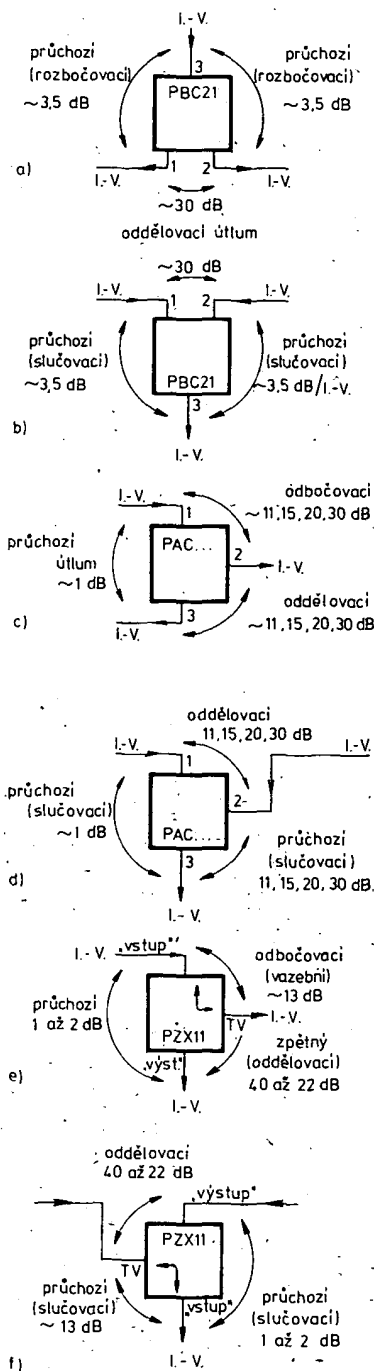 I.-V.
průchozí
(rozbočovací)
~3,5 dB
3
PBC21
průchozí
(rozbočovací)
~3,5 dB
a)
I.-V.
1
2
I.-V.
~30 dB
oddělovací útlum
~30 dB
I.-V.
1
2
I.-V.
průchozí
(slučovací)
~3,5 dB
PBC21
průchozí
(slučovací)
~3,5 dB/I.-V.
3
b)
I.-V.
I.-V.
1
odbočovací
~11,15,20,30 dB
průchozí
útlum
~1 dB
PAC...
2
I.-V.
c)
I.-V.
3
oddělovací
~11,15,20,30 dB
oddělovací
11,15,20,30 dB
I.-V.
1
I.-V.
průchozí
(slučovací)
~1 dB
2
PAC....
3
průchozí
(slučovací)
11,15,20,30 dB
d)
I.-V.
I.-V.
„vstup"
odbočovací
(vazební)
~13 dB
průchozí
1 až 2 dB
PZX11
TV
I.-V.
„výst."
zpětný
(oddělovací)
40 až 22 dB
e)
I.-V.
oddělovací
40 až 22 dB
„výstup"
PZX11
TV
průchozí
(slučovací)
~13 dB
„vstup"
průchozí
(slučovací)
1 až 2 dB
f)
I.-V.